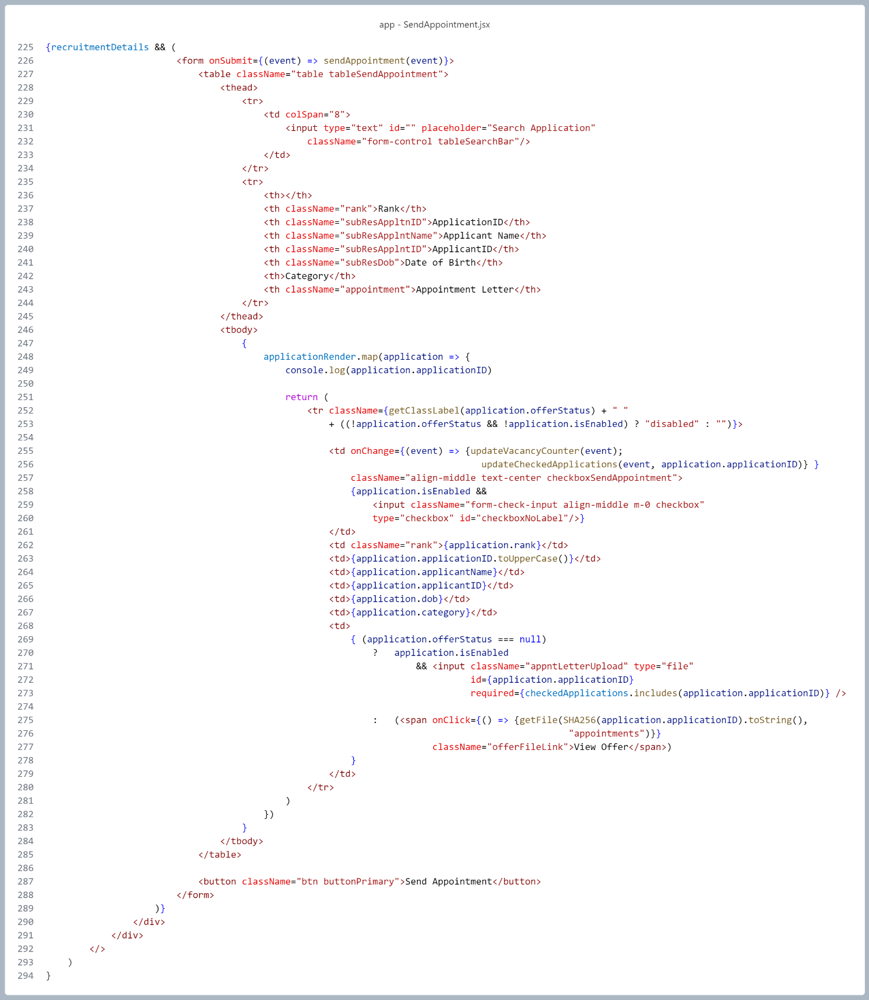 app - SendAppointment.jsx
225 {recruitmentDetails && (
226 <form onSubmit={(event) => sendAppointment(event)}>
227 <table className="table tableSendAppointment">
228 <thead>
229 <tr>
230 <td colSpan="8">
231 <input type="text" id="" placeholder="Search Application"
232 className="form-control tableSearchBar"/>
233 </td>
234 </tr>
235 <tr>
236 <th></th>
237 <th className="rank">Rank</th>
238 <th className="subResAppltnID">ApplicationID</th>
239 <th className="subResApplntName">Applicant Name</th>
240 <th className="subResApplntID">ApplicantID</th>
241 <th className="subResDob">Date of Birth</th>
242 <th>Category</th>
243 <th className="appointment">Appointment Letter</th>
244 </tr>
245 </thead>
246 <tbody>
247 {
248 applicationRender.map(application => {
249 console.log(application.applicationID)
250
251 return (
252 <tr className={getClassLabel(application.offerStatus) + " "
253 + ((!application.offerStatus && !application.isEnabled) ? "disabled" : "")}>
254
255 <td onChange={(event) => {updateVacancyCounter(event);
256 updateCheckedApplications(event, application.applicationID)} }
257 className="align-middle text-center checkboxSendAppointment">
258 {application.isEnabled &&
259 <input className="form-check-input align-middle m-0 checkbox"
260 type="checkbox" id="checkboxNoLabel"/>}
261 </td>
262 <td className="rank">{application.rank}</td>
263 <td>{application.applicationID.toUpperCase()}</td>
264 <td>{application.applicantName}</td>
265 <td>{application.applicantID}</td>
266 <td>{application.dob}</td>
267 <td>{application.category}</td>
268 <td>
269 { (application.offerStatus === null)
270 ? application.isEnabled
271 && <input className="appntLetterUpload" type="file"
272 id={application.applicationID}
273 required={checkedApplications.includes(application.applicationID)} />
274
275 : (<span onClick={() => {getFile(SHA256(application.applicationID).toString(),
276 "appointments")}}
277 className="offerFileLink">View Offer</span>)
278 }
279 </td>
280 </tr>
281 )
282 })
283 }
284 </tbody>
285 </table>
286
287 <button className="btn buttonPrimary">Send Appointment</button>
288 </form>
289 )}
290 </div>
291 </div>
292 </>
293 )
294 }